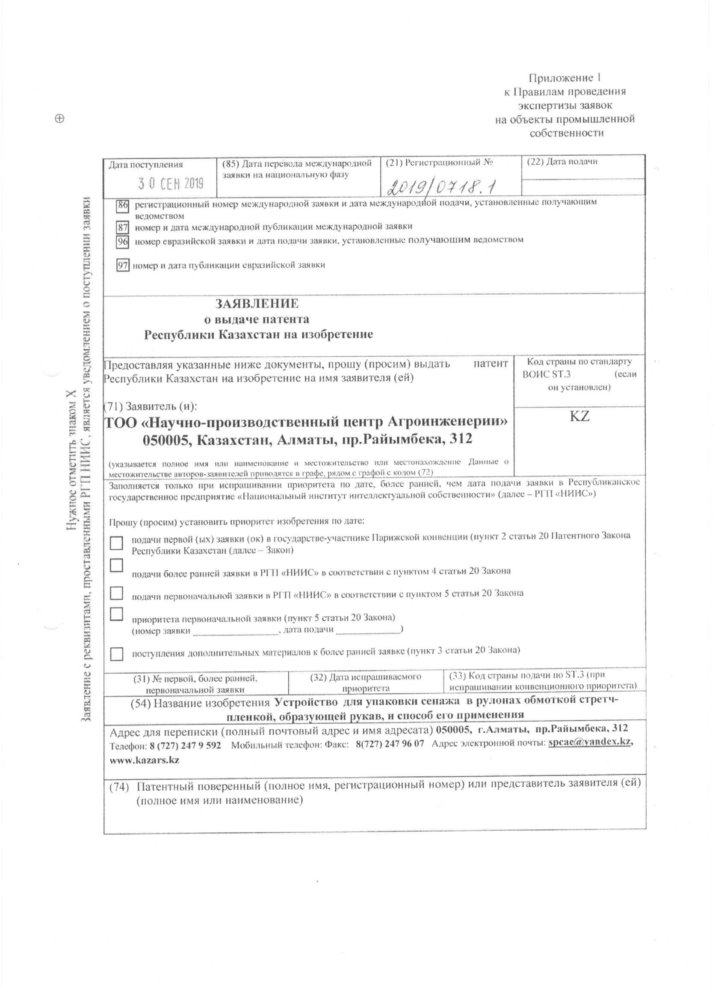 Приложение 1
к Правилам проведения
экспертизы заявок
на объекты промышленной
собственности
Дата поступления
30 СЕН 2019
(85) Дата перевода международной
заявки на национальную фазу
(21) Регистрационный №
2019/0718.1
(22) Дата подачи
86 регистрационный номер международной заявки и дата международной подачи, установленные получающим
ведомством
87 номер и дата международной публикации международной заявки
96 номер евразийской заявки и дата подачи заявки, установленные получающим ведомством
97 номер и дата публикации евразийской заявки
ЗАЯВЛЕНИЕ
о выдаче патента
Республики Казахстан на изобретение
Предоставляя указанные ниже документы, прошу (просим) выдать патент
Республики Казахстан на изобретение на имя заявителя (ей)
(71) Заявитель (и):
ТОО «Научно-производственный центр Агроинженерии»
050005, Казахстан, Алматы, пр.Райымбека, 312
(указывается полное имя или наименование и местожительство или местонахождение Данные о
местожительстве авторов-заявителей приводятся в графе, рядом с графой с кодом (72)
Код страны по стандарту
ВОИС ST.3 (если
он установлен)
KZ
Заполняется только при испрашивании приоритета по дате, более ранней, чем дата подачи заявки в Республиканское
государственное предприятие «Национальный институт интеллектуальной собственности» (далее – РГП «НИИС»)
Прошу (просим) установить приоритет изобретения по дате:
подачи первой (ых) заявки (ок) в государстве-участнике Парижской конвенции (пункт 2 статьи 20 Патентного Закона
Республики Казахстан (далее – Закон)
подачи более ранней заявки в РГП «НИИС» в соответствии с пунктом 4 статьи 20 Закона
подачи первоначальной заявки в РГП «НИИС» в соответствии с пунктом 5 статьи 20 Закона
приоритета первоначальной заявки (пункт 5 статьи 20 Закона)
(номер заявки ________________, дата подачи ____________)
поступления дополнительных материалов к более ранней заявке (пункт 3 статьи 20 Закона)
(31) № первой, более ранней,
первоначальной заявки
(32) Дата испрашиваемого
приоритета
(33) Код страны подачи по ST.3 (при
испрашивании конвенционного приоритета)
(54) Название изобретения Устройство для упаковки сенажа в рулонах обмоткой стретч-
пленкой, образующей рукав, и способ его применения
Адрес для переписки (полный почтовый адрес и имя адресата) 050005, г.Алматы, пр.Райымбека, 312
Телефон: 8 (727) 247 9 592 Мобильный телефон: Факс: 8(727) 247 96 07 Адрес электронной почты: spcae@yandex.kz,
www.kazars.kz
(74) Патентный поверенный (полное имя, регистрационный номер) или представитель заявителя (ей)
(полное имя или наименование)
Нужное отметить знаком X
Заявление с реквизитами, проставленными РГП НИИС, является уведомлением о поступлении заявки